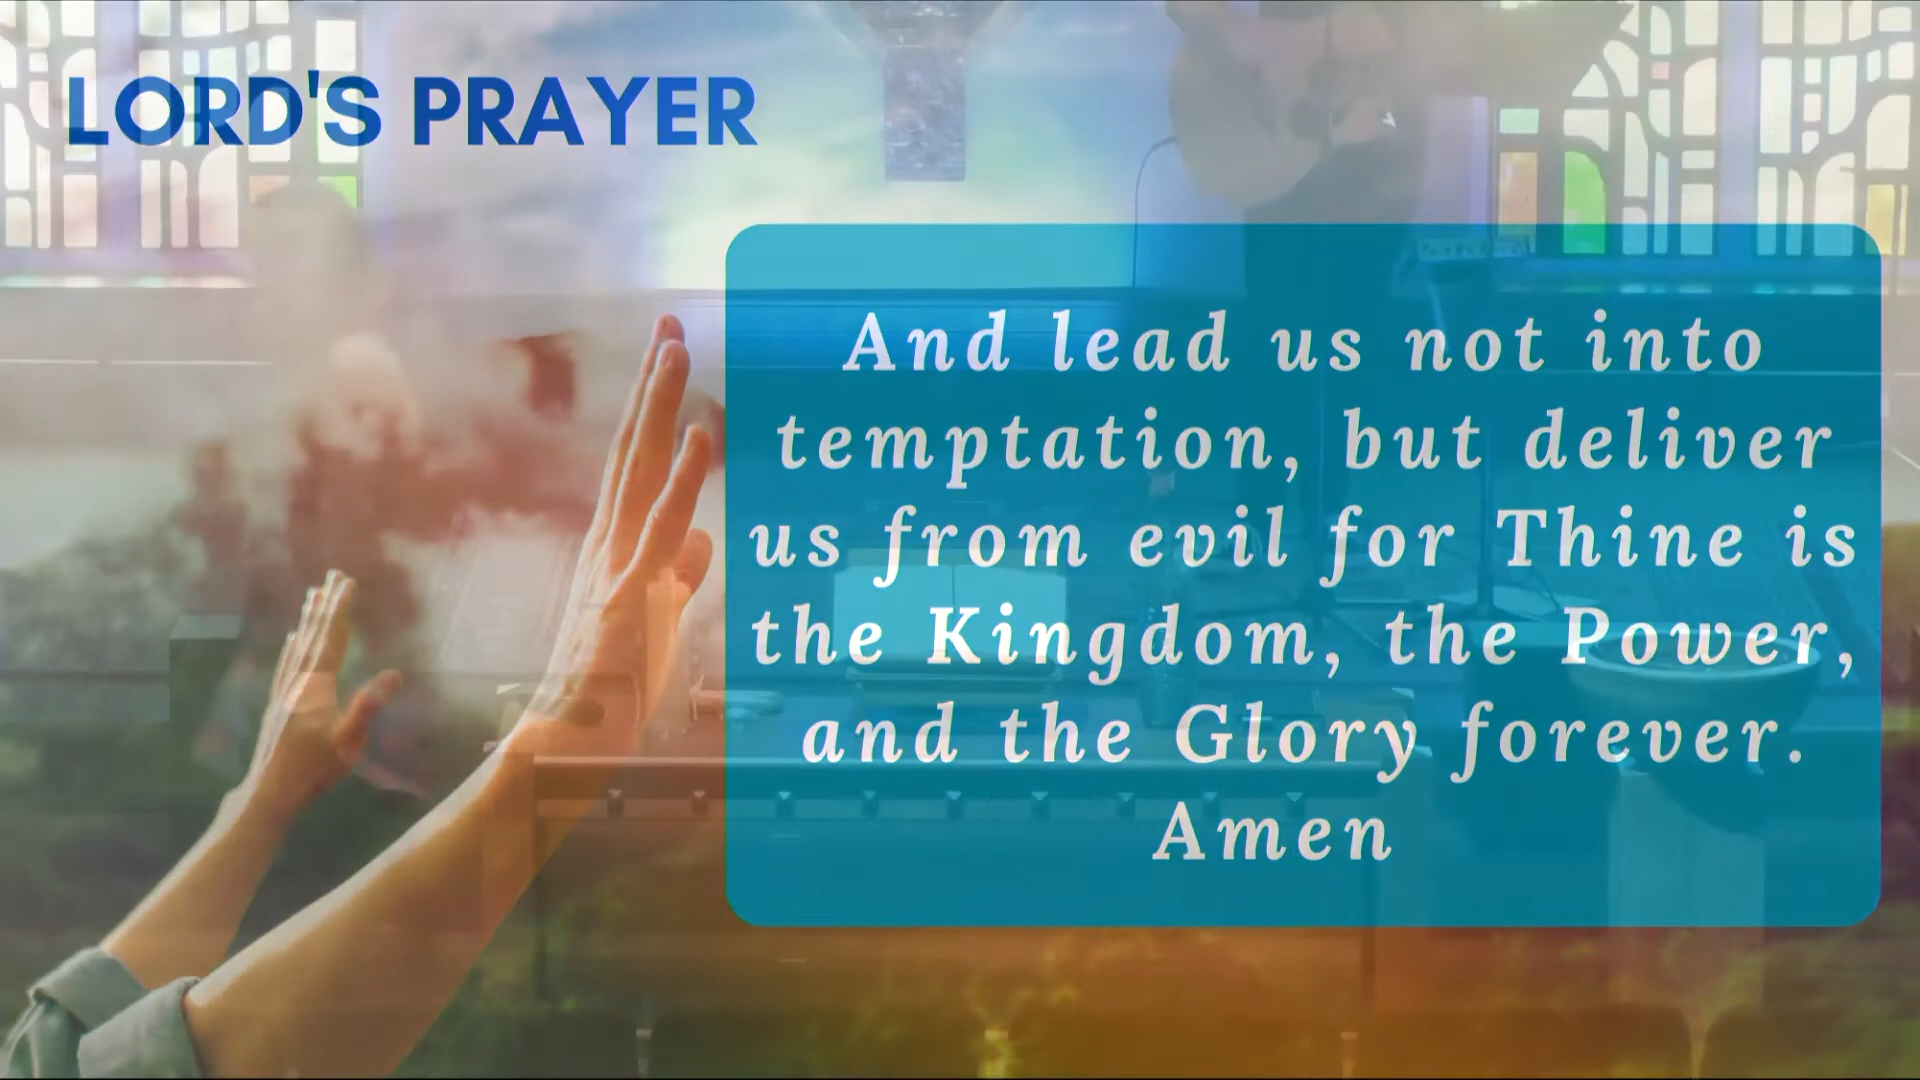 LORD'S PRAYER
And lead us not into
temptation, but deliver
us from evil for Thine is
the Kingdom, the Power,
and the Glory forever.
Amen